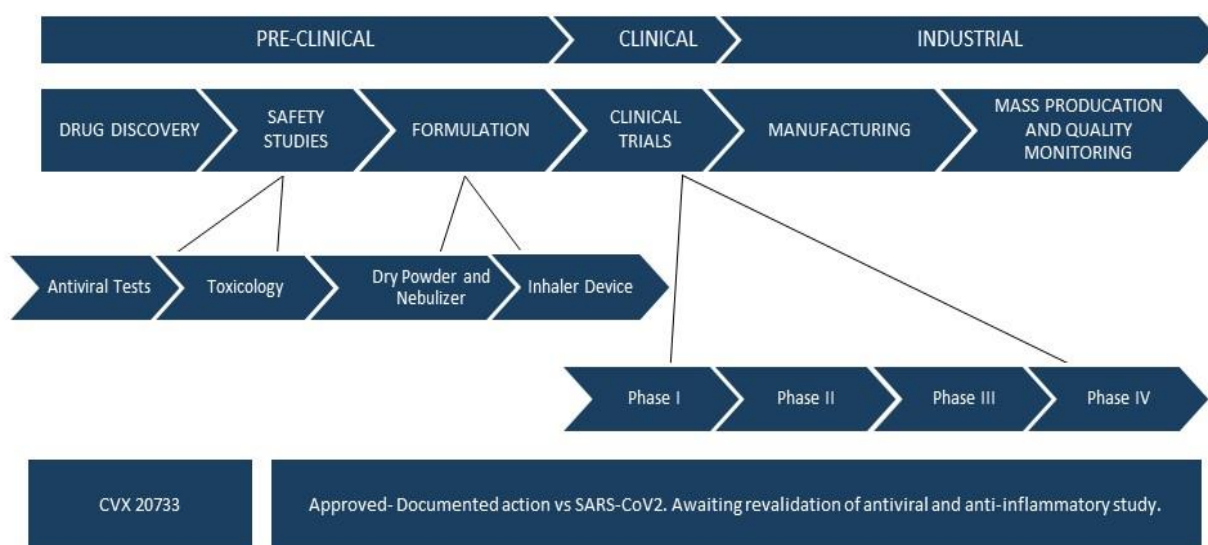 PRE-CLINICAL
CLINICAL
INDUSTRIAL
DRUG DISCOVERY
SAFETY
STUDIES
FORMULATION
CLINICAL
TRIALS
MANUFACTURING
MASS PRODUCATION
AND QUALITY
MONITORING
Antiviral Tests
Toxicology
Dry Powder and
Nebulizer
Inhaler Device
Phase I
Phase II
Phase III
Phase IV
CVX 20733
Approved- Documented action vs SARS-CoV2. Awaiting revalidation of antiviral and anti-inflammatory study.